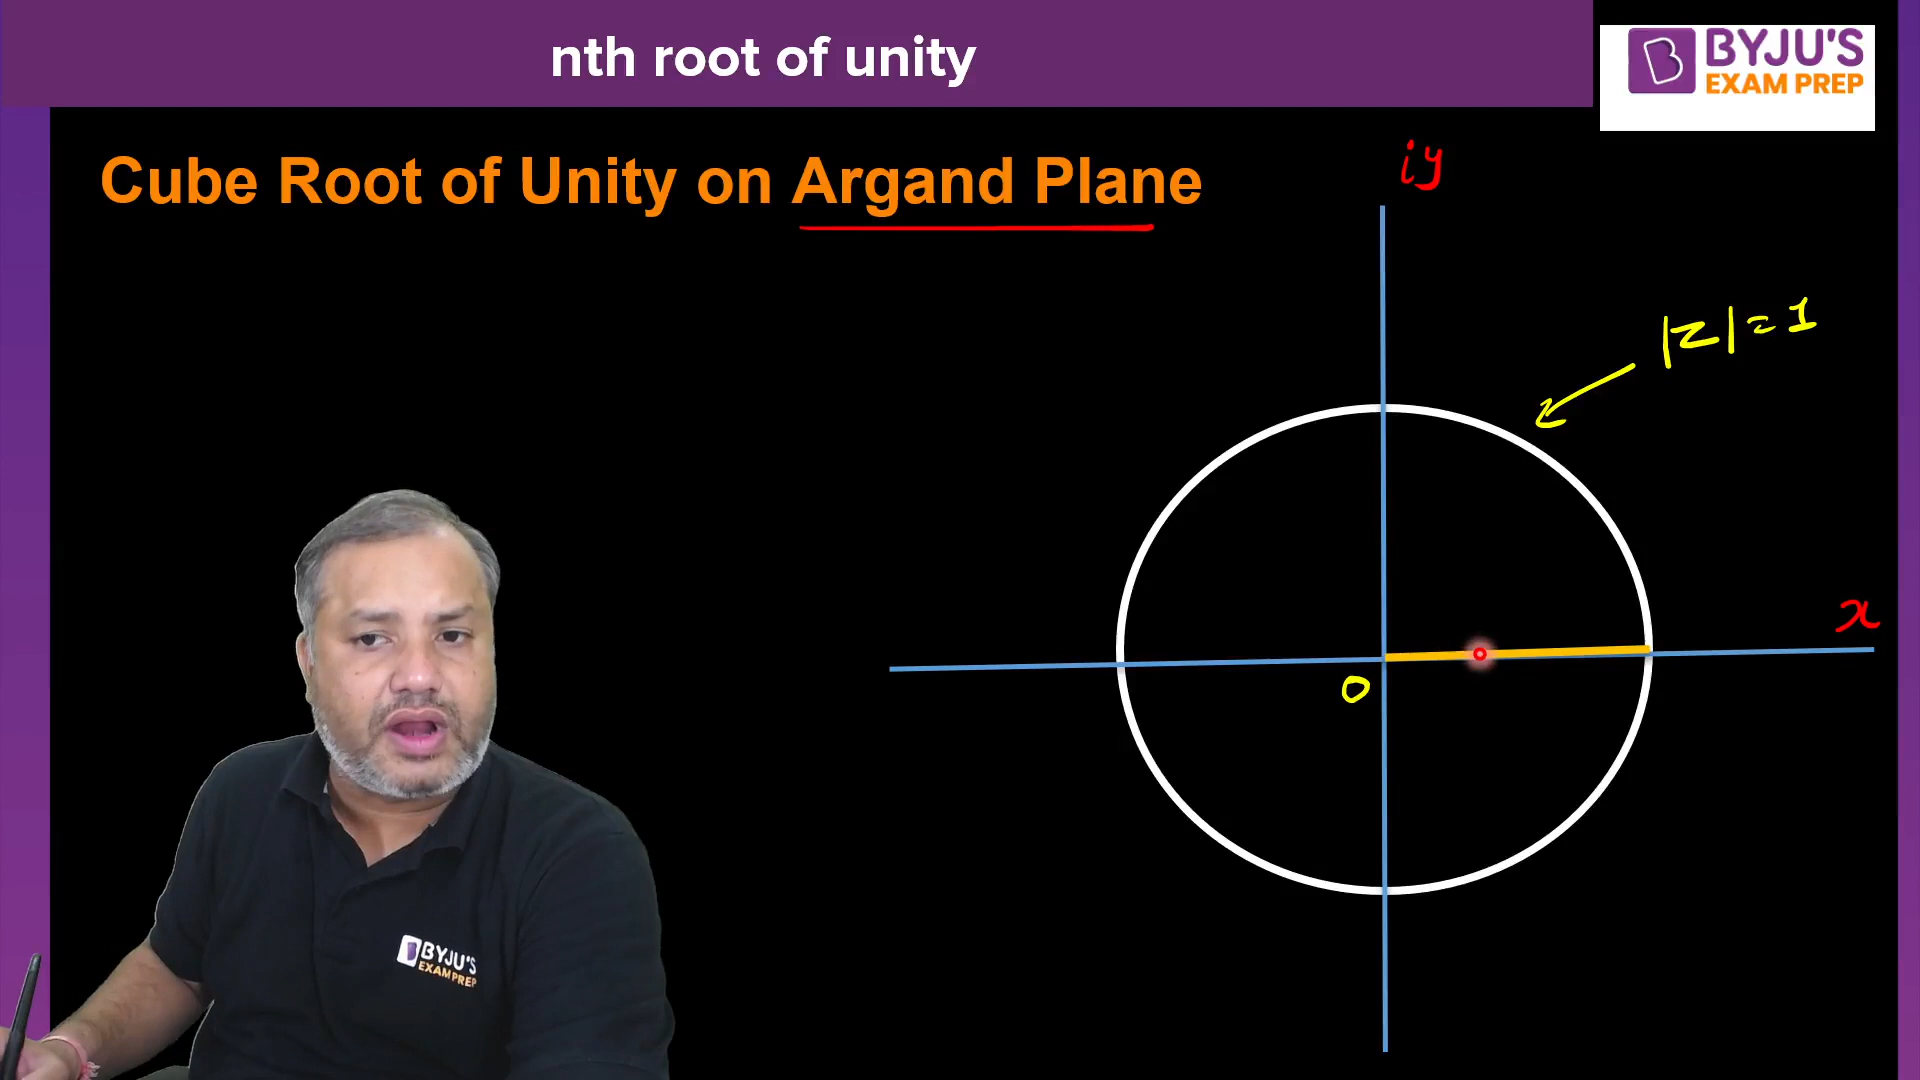 nth root of unity
BYJU'S
EXAM PREP
Cube Root of Unity on Argand Plane
iy
|z|=1
x
0
BYJU'S
EXAM PREP